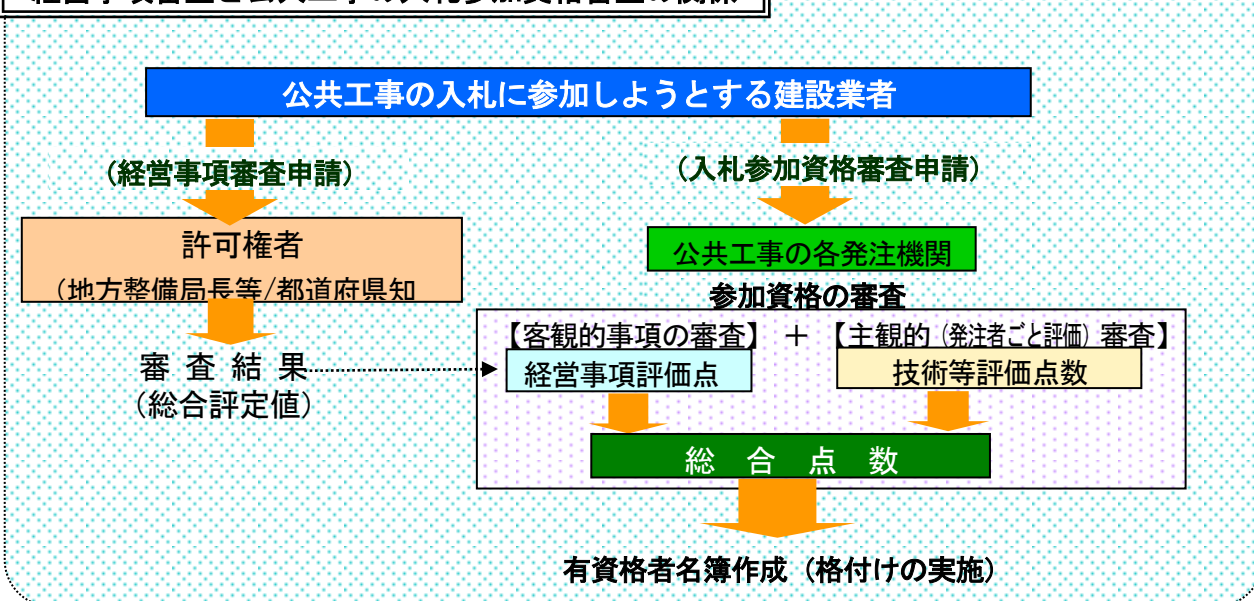 公共工事の入札に参加しようとする建設業者
(経営事項審査申請)
(入札参加資格審査申請)
許可権者
(地方整備局長等/都道府県知
公共工事の各発注機関
参加資格の審査
【客観的事項の審査】 + 【主観的(発注者ごと評価)審査】
経営事項評価点
技術等評価点数
審査結果
(総合評定値)
総合点数
有資格者名簿作成(格付けの実施)